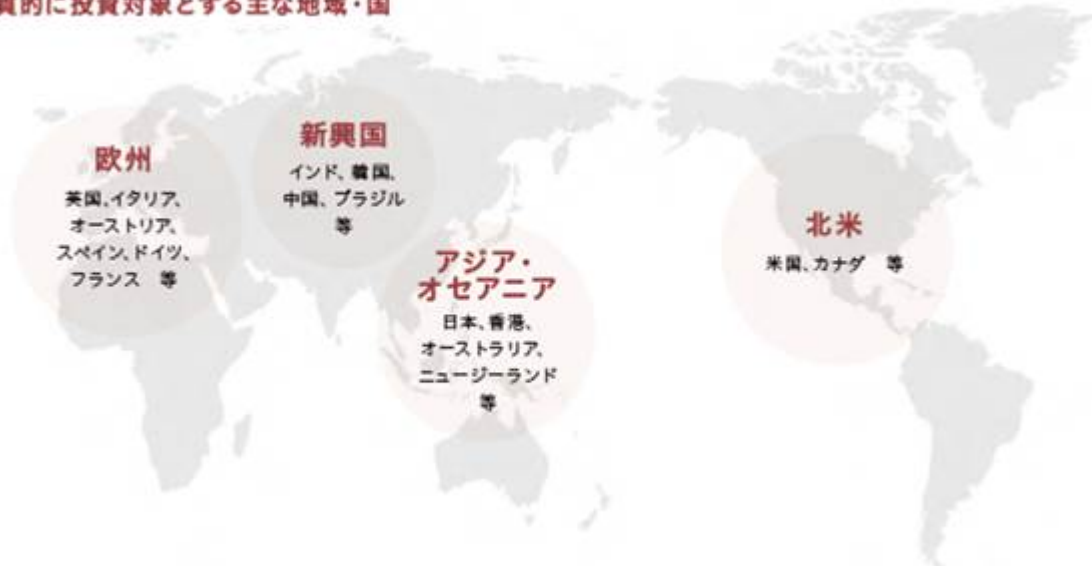 的に投資対象とする主な地域・国
欧州
英国、イタリア、
オーストリア、
スペイン、ドイツ、
フランス 等
新興国
インド、韓国、
中国、ブラジル
等
アジア・
オセアニア
日本、香港、
オーストラリア、
ニュージーランド
等
北米
米国、カナダ 等